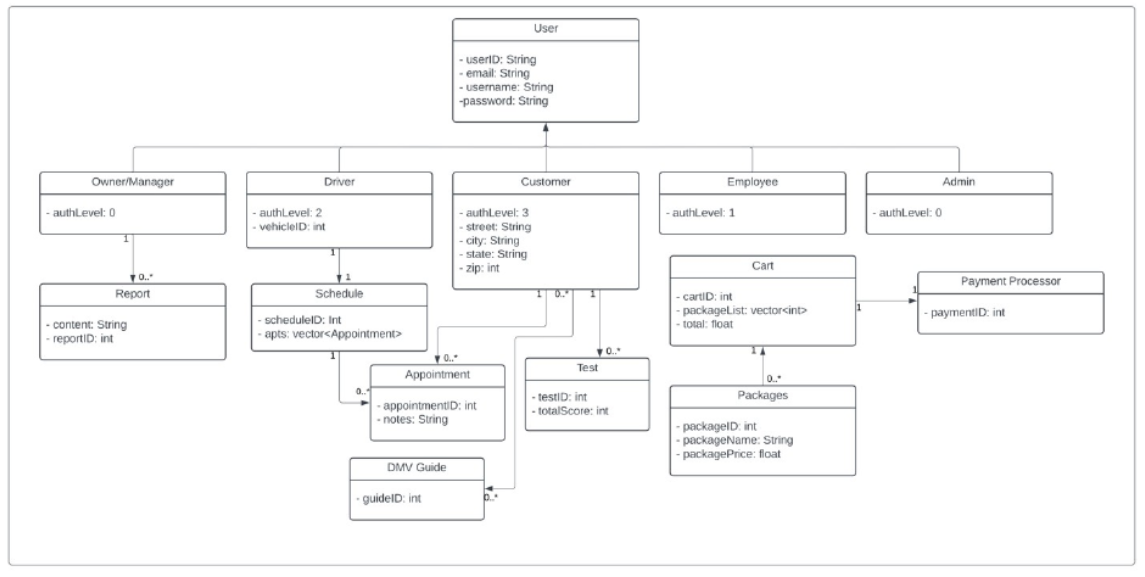 User
- userID: String
- email: String
- username: String
-password: String
Owner/Manager
- authLevel: 0
Driver
- authLevel: 2
- vehicleID: int
Customer
- authLevel: 3
- street: String
- city: String
- state: String
- zip: int
Employee
- authLevel: 1
Admin
- authLevel: 0
1
0..*
1
1
1
0..*
1
Report
- content: String
- reportID: int
Schedule
- scheduleID: Int
- apts: vector<Appointment>
1
0..*
0..*
Appointment
- appointmentID: int
- notes: String
0..*
Test
- testID: int
- totalScore: int
DMV Guide
- guideID: int
0..*
Cart
- cartID: int
- packageList: vector<int>
- total: float
1
1
Payment Processor
- paymentID: int
1
0..*
Packages
- packageID: int
- packageName: String
- packagePrice: float